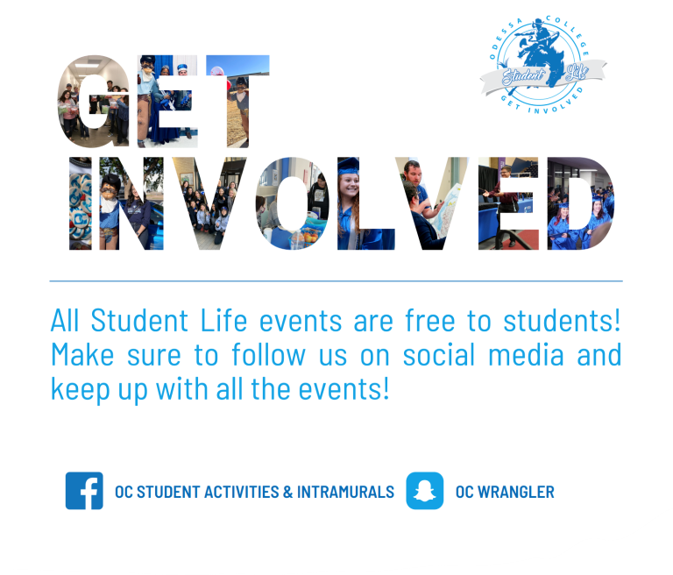 ODESSA COLLEGE
Student Life
GET INVOLVED
GET
INVOLVED
All Student Life events are free to students!
Make sure to follow us on social media and
keep up with all the events!
OC STUDENT ACTIVITIES & INTRAMURALS
OC WRANGLER